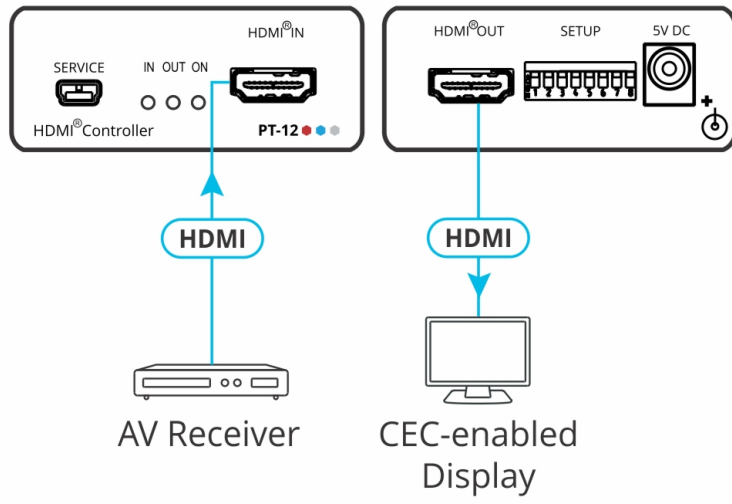 HDMI®IN
SERVICE
IN OUT ON
HDMI®Controller
PT-12
HDMI®OUT
SETUP
5V DC
1 2 3 4 5 6 7 8
+
HDMI
HDMI
AV Receiver
CEC-enabled
Display